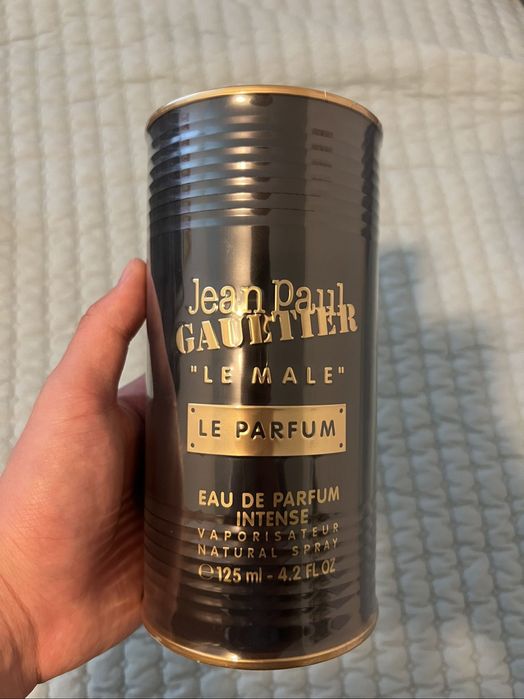 Jean Paul
GAULTIER
"LE MALE"
LE PARFUM
EAU DE PARFUM
INTENSE
VAPORISATEUR
NATURAL SPRAY
℮ 125 ml - 4.2 FL OZ